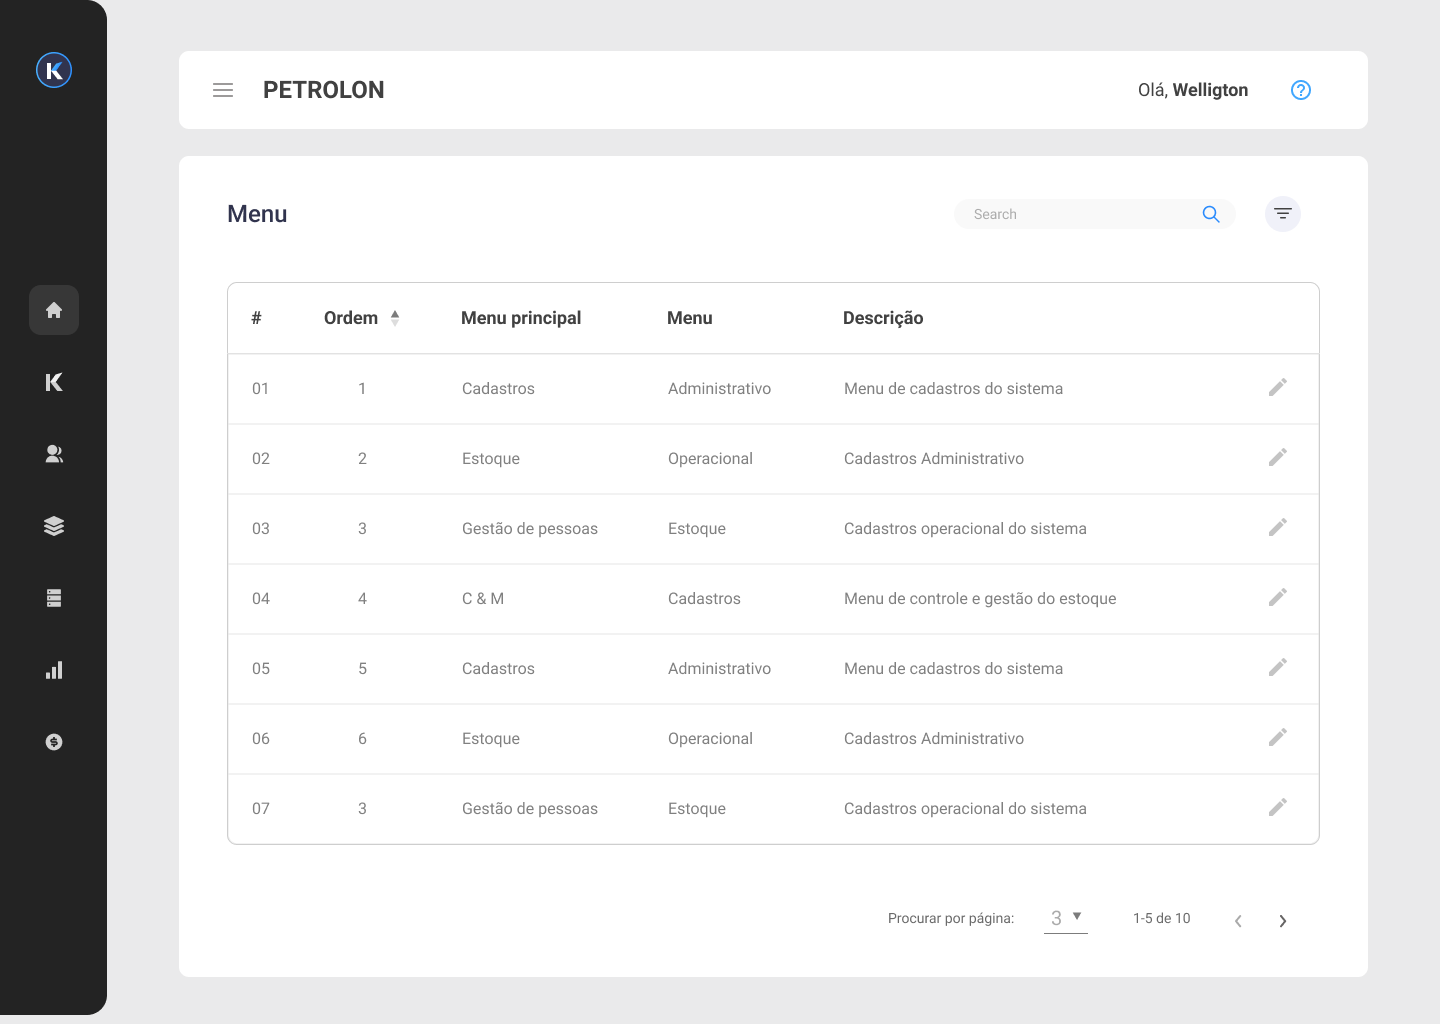 K
PETROLON
Olá, Welligton
?
Menu
Search
# Ordem Menu principal Menu Descrição
01 1 Cadastros Administrativo Menu de cadastros do sistema
02 2 Estoque Operacional Cadastros Administrativo
03 3 Gestão de pessoas Estoque Cadastros operacional do sistema
04 4 C & M Cadastros Menu de controle e gestão do estoque
05 5 Cadastros Administrativo Menu de cadastros do sistema
06 6 Estoque Operacional Cadastros Administrativo
07 3 Gestão de pessoas Estoque Cadastros operacional do sistema
K
$
Procurar por página: 3 1-5 de 10